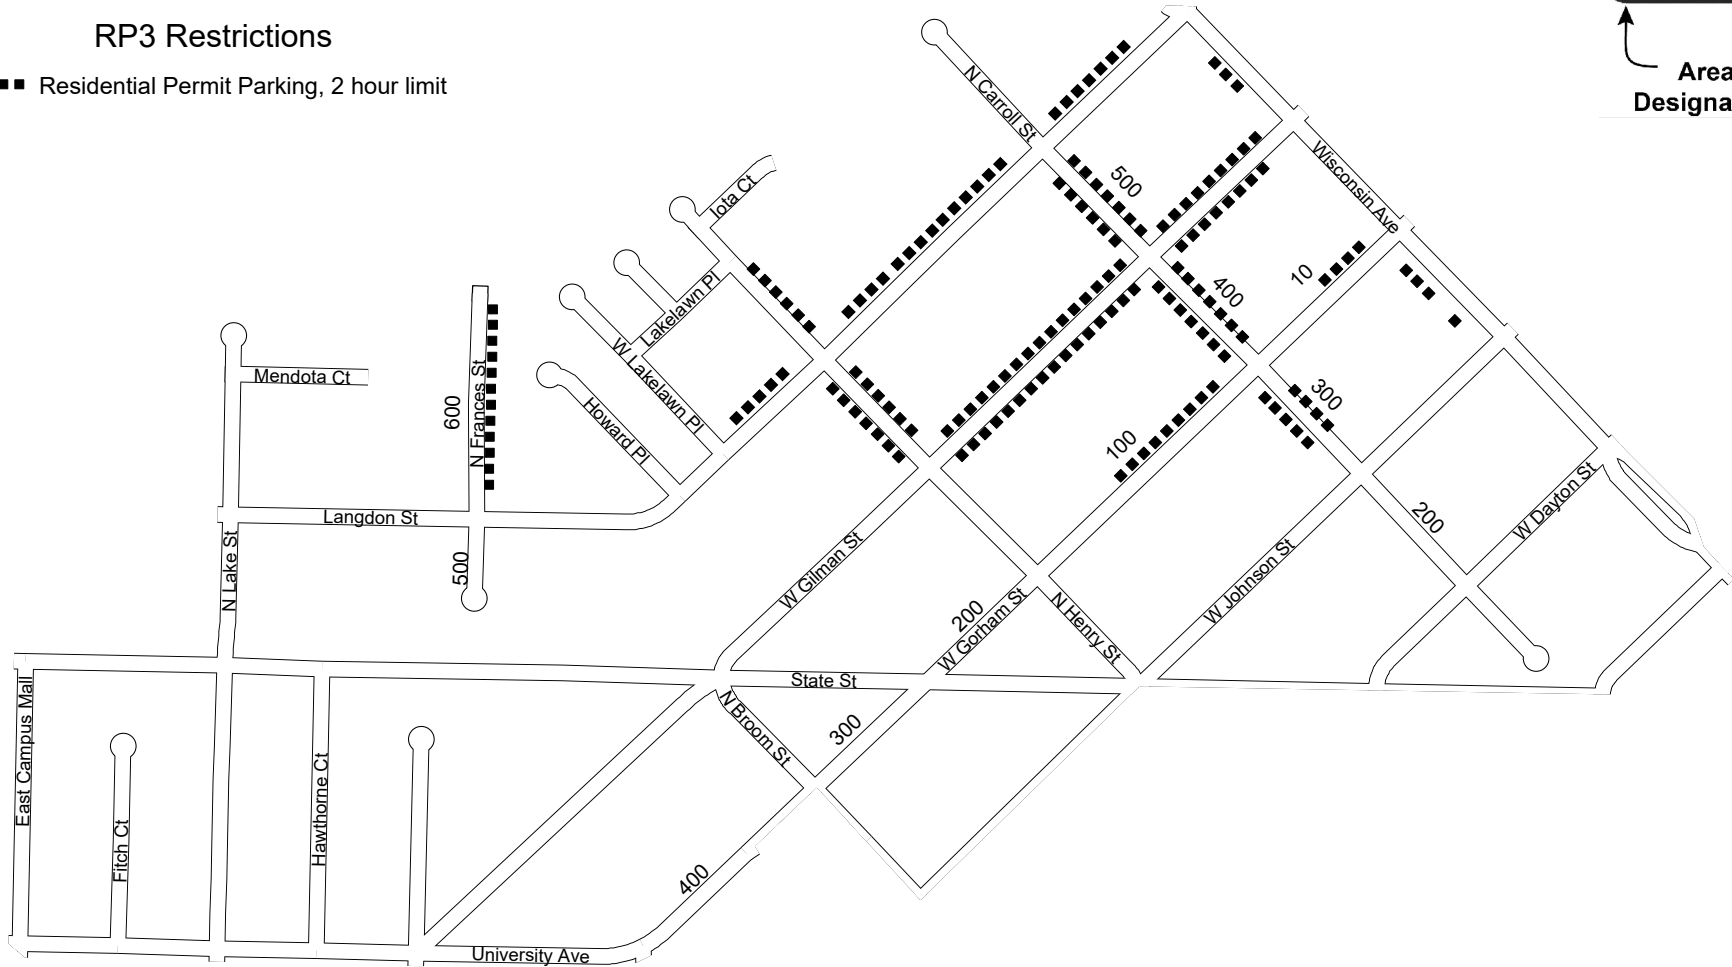 RP3 Restrictions
Residential Permit Parking, 2 hour limit
Area
Designa
N Carroll St
Wisconsin Ave
500
Iota Ct
10
400
Lakelawn Pl
W Lakelawn Pl
Mendota Ct
600
N Frances St
Howard Pl
300
100
Langdon St
200
W Dayton St
N Lake St
500
W Gilman St
W Johnson St
200
W Gorham St
N Henry St
State St
N Broom St
300
East Campus Mall
Fitch Ct
Hawthorne Ct
400
University Ave